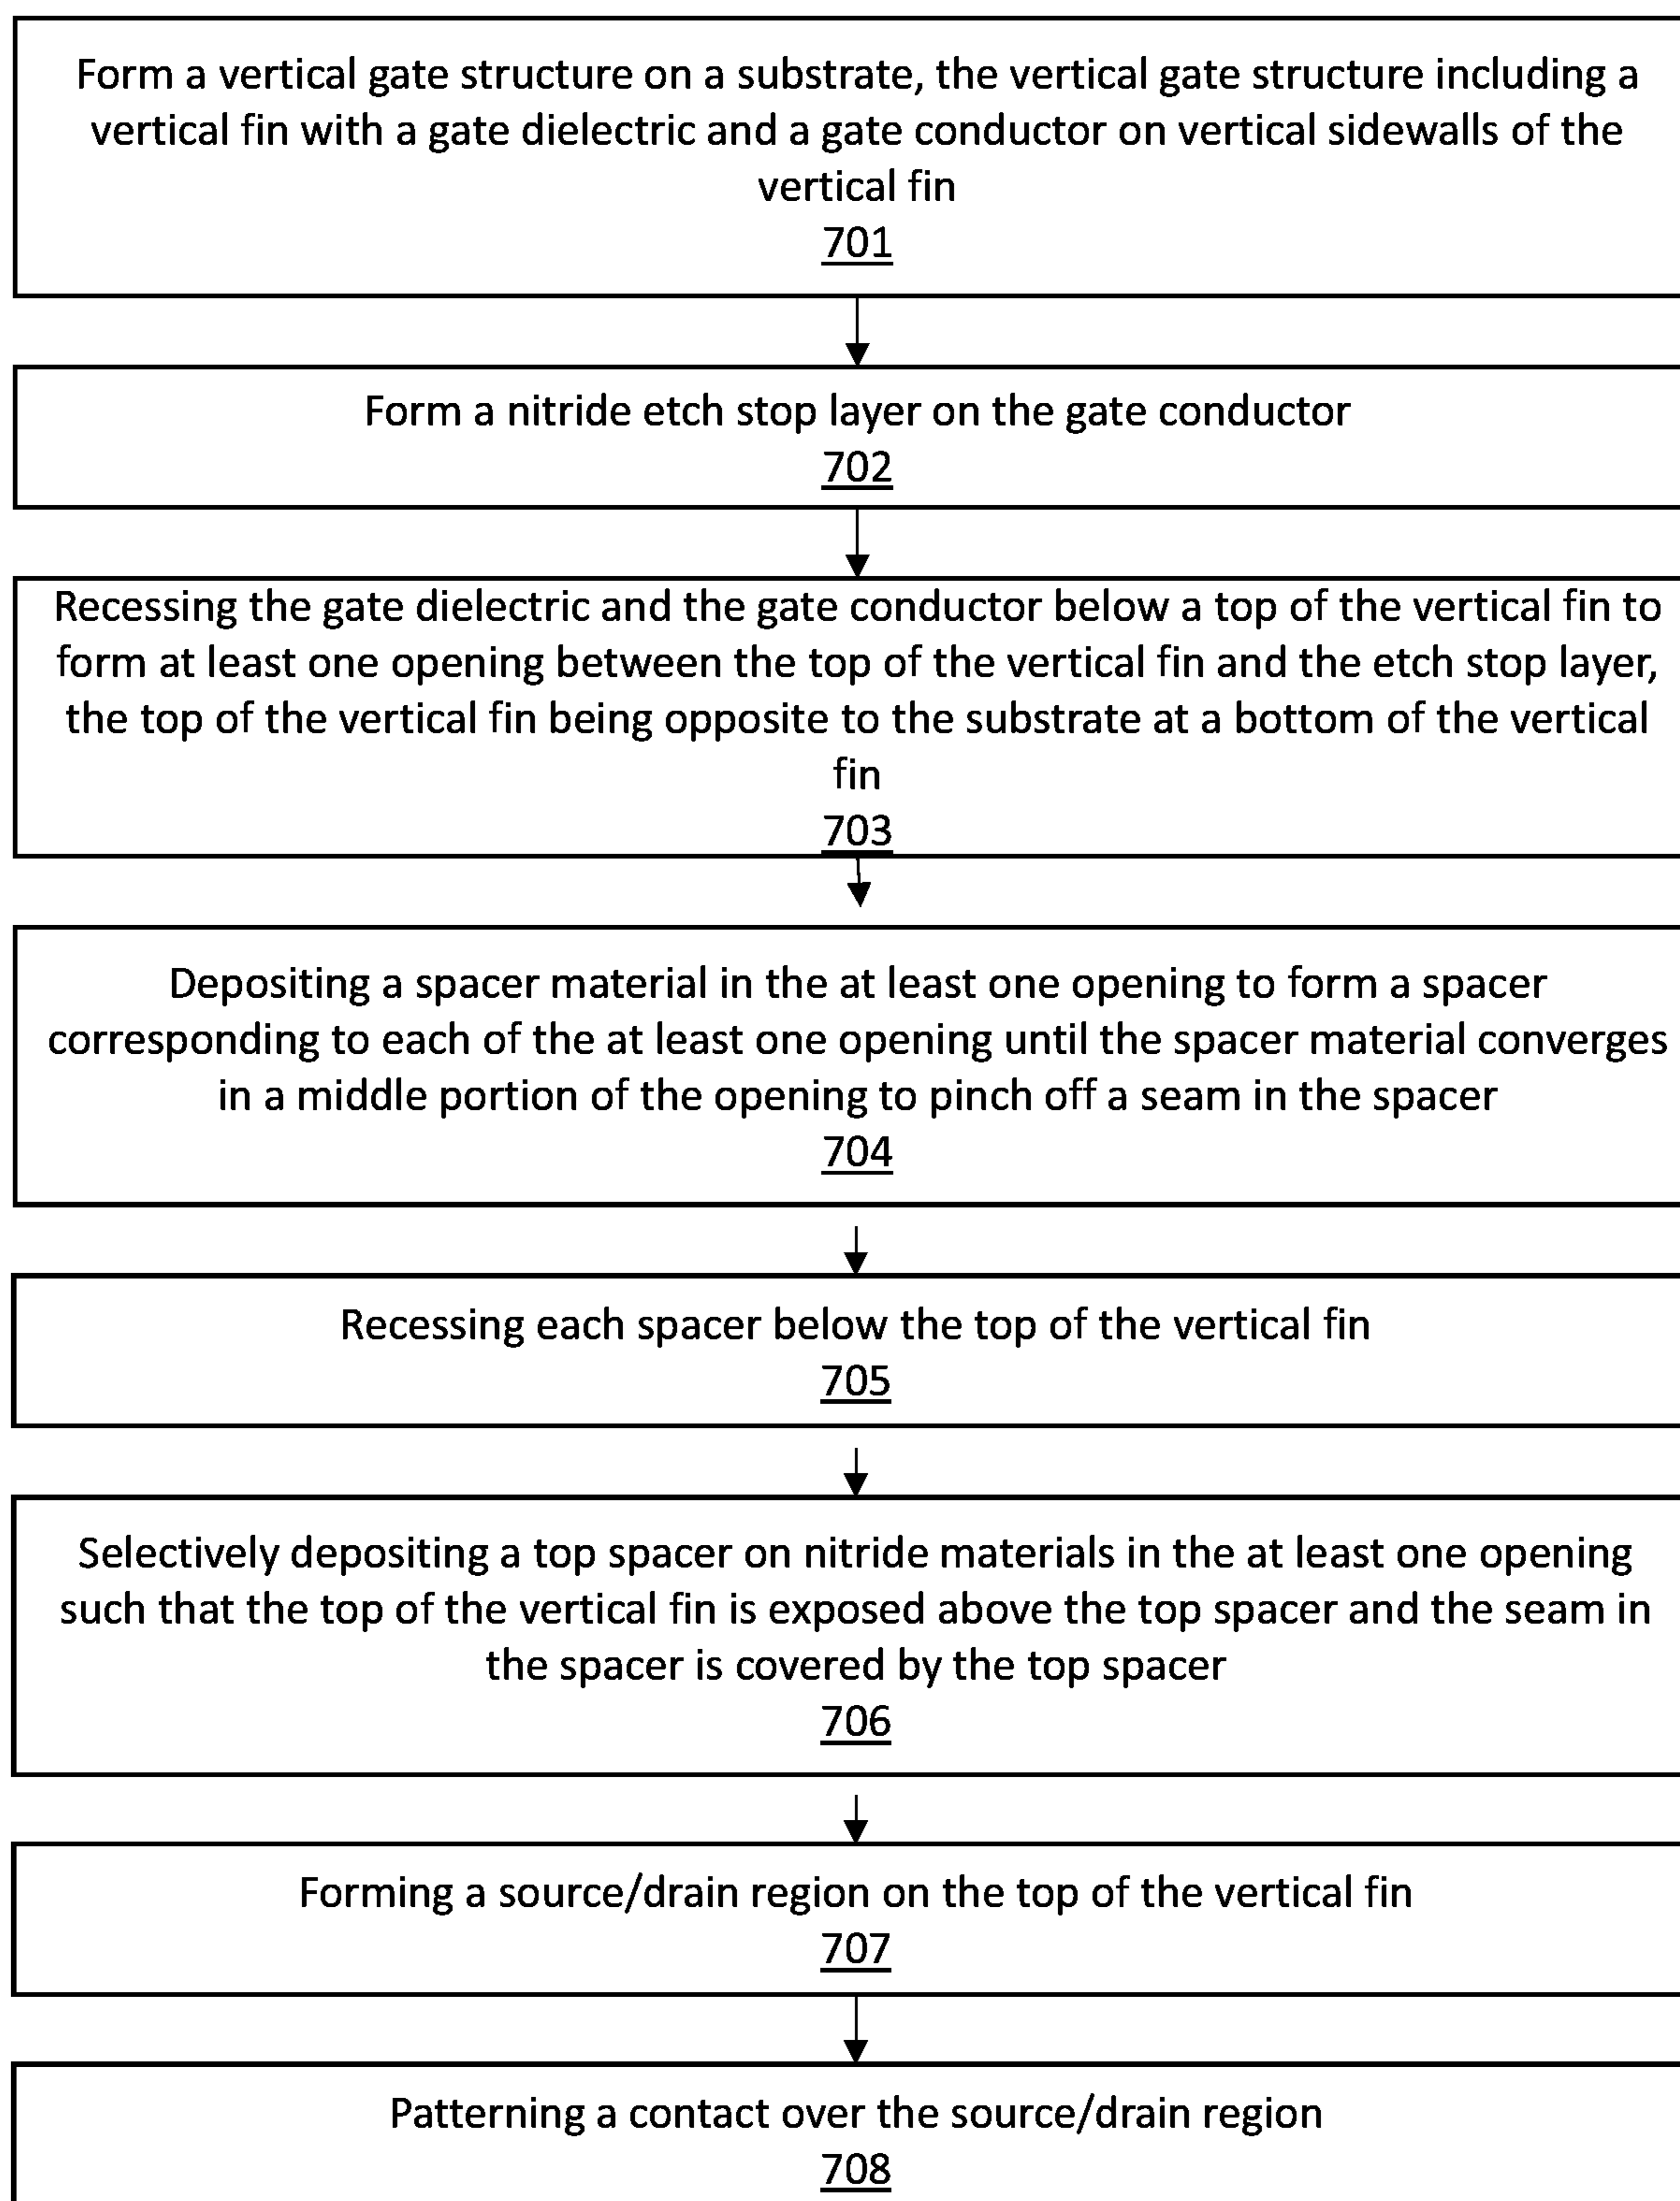 Form a vertical gate structure on a substrate, the vertical gate structure including a
vertical fin with a gate dielectric and a gate conductor on vertical sidewalls of the
vertical fin
701
Form a nitride etch stop layer on the gate conductor
702
Recessing the gate dielectric and the gate conductor below a top of the vertical fin to
form at least one opening between the top of the vertical fin and the etch stop layer,
the top of the vertical fin being opposite to the substrate at a bottom of the vertical
fin
703
Depositing a spacer material in the at least one opening to form a spacer
corresponding to each of the at least one opening until the spacer material converges
in a middle portion of the opening to pinch off a seam in the spacer
704
Recessing each spacer below the top of the vertical fin
705
Selectively depositing a top spacer on nitride materials in the at least one opening
such that the top of the vertical fin is exposed above the top spacer and the seam in
the spacer is covered by the top spacer
706
Forming a source/drain region on the top of the vertical fin
707
Patterning a contact over the source/drain region
708